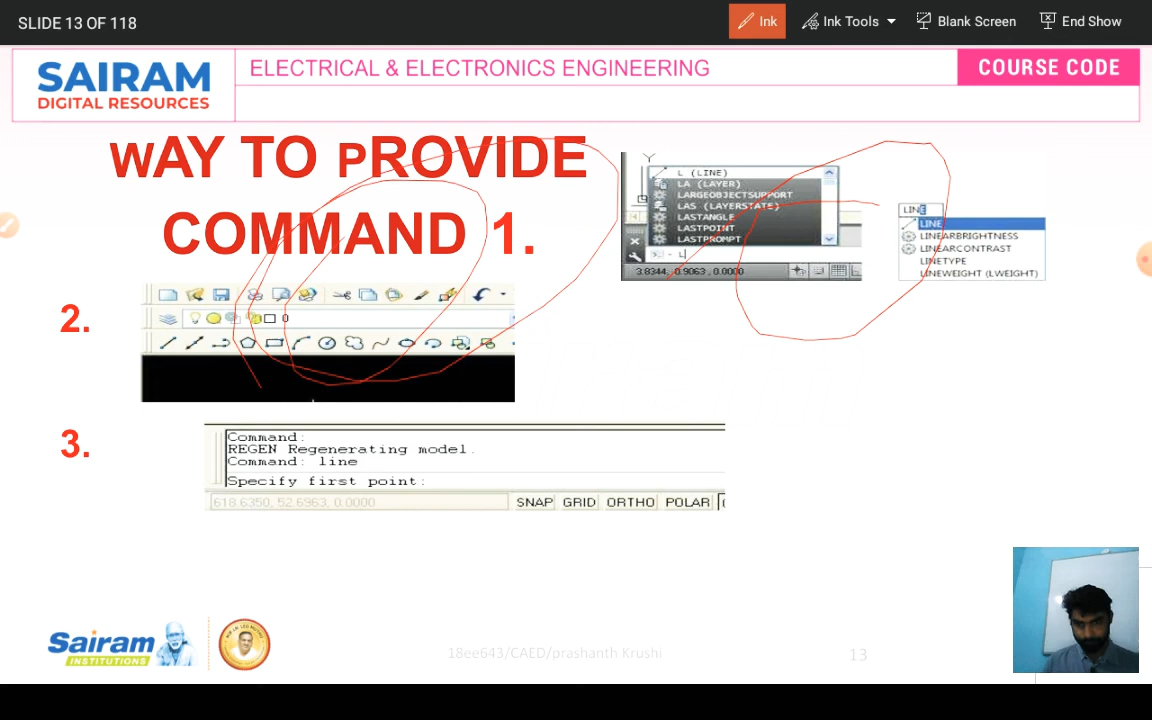 SLIDE 13 OF 118
Ink
Ink Tools
Blank Screen
End Show
SAIRAM
DIGITAL RESOURCES
ELECTRICAL & ELECTRONICS ENGINEERING
COURSE CODE
WAY TO PROVIDE
COMMAND 1.
L (LINE)
LA (LAYER)
LARGEOBJECTSUPPORT
LAS (LAYERSTATE)
LASTANGLE
LASTPOINT
LASTPROMPT
L
3.8344, 0.9063, 0.0000
LINE
LINE
LINEARBRIGHTNESS
LINEARCONTRAST
LINETYPE
LINEWEIGHT (LWEIGHT)
2.
0
3.
Command:
REGEN Regenerating model.
Command: line
Specify first point:
618.6350, 52.6963, 0.0000
SNAP GRID ORTHO POLAR
Sairam
INSTITUTIONS
18ee643/CAED/prashanth Krushi
13